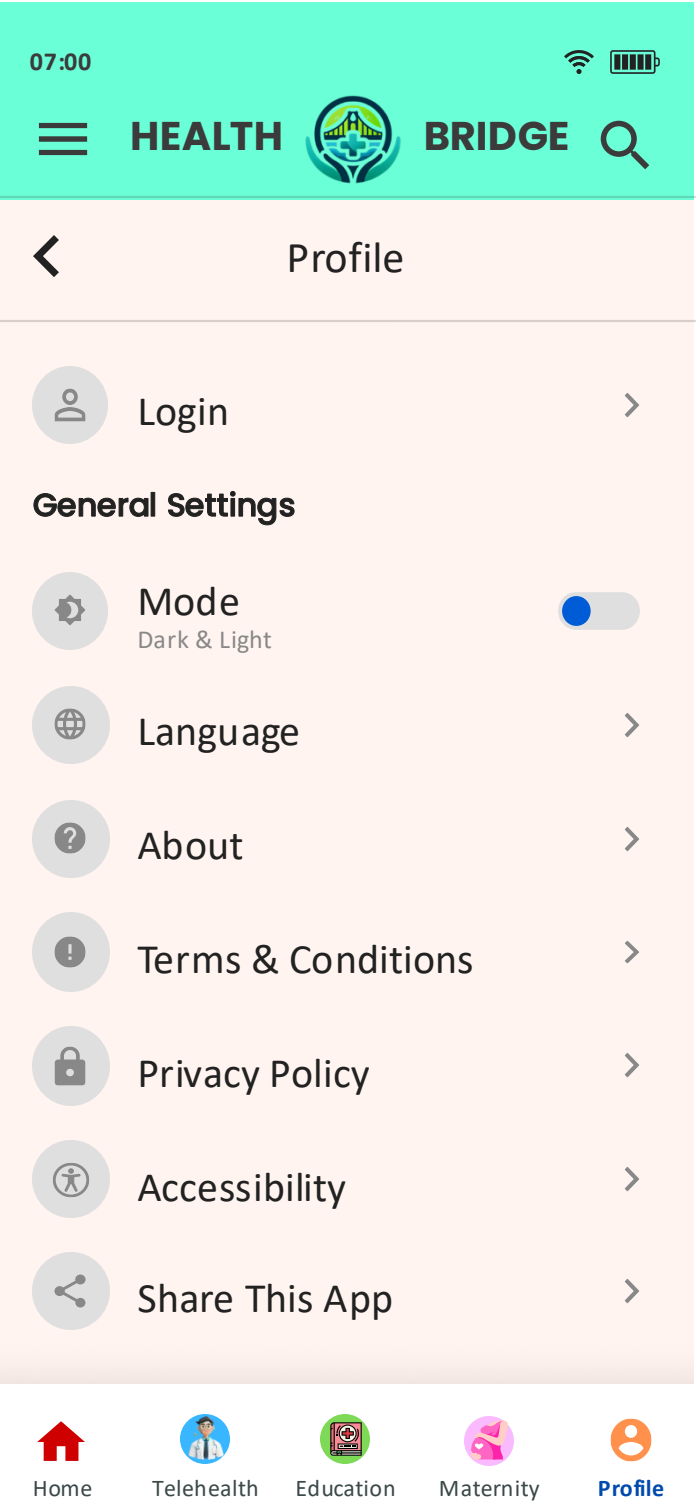 07:00
HEALTH BRIDGE
Profile
Login
General Settings
Mode
Dark & Light
Language
About
Terms & Conditions
Privacy Policy
Accessibility
Share This App
Home Telehealth Education Maternity Profile